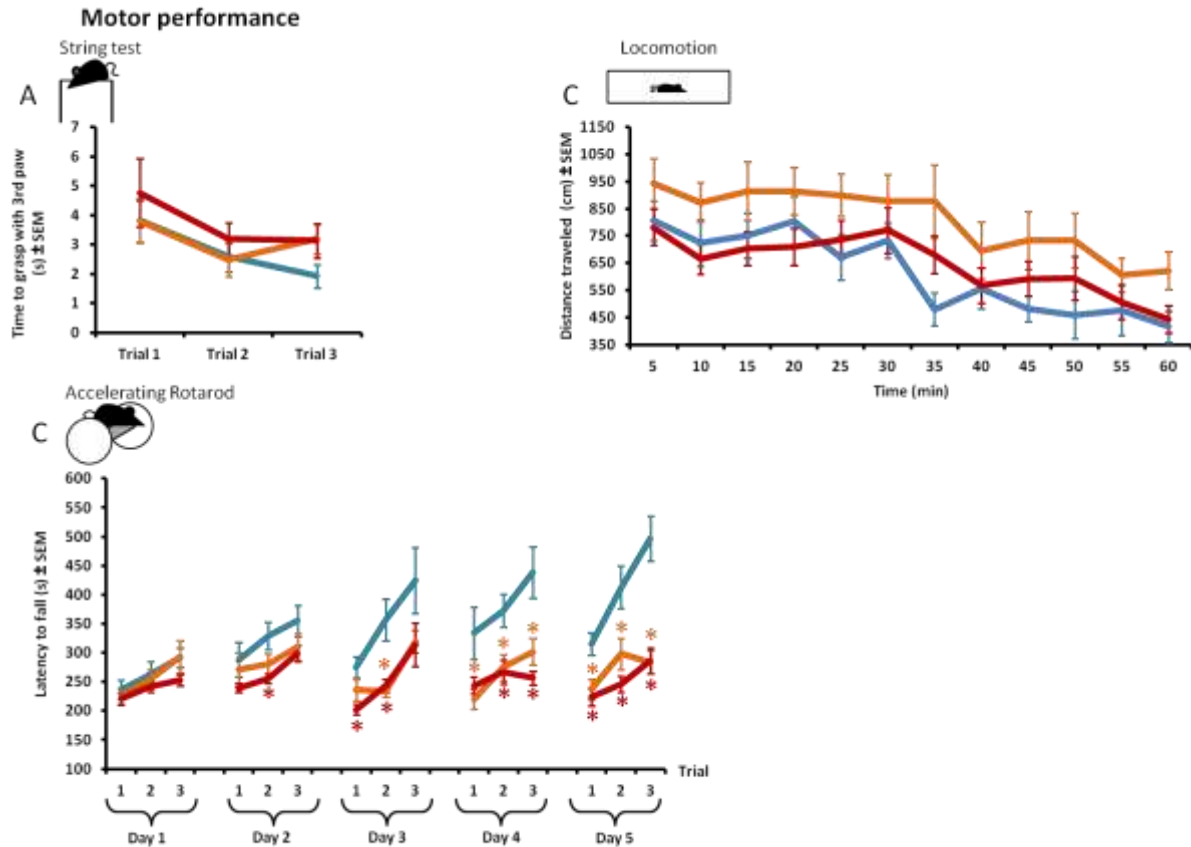 Motor performance
String test
A
Time to grasp with 3rd paw
(s) ± SEM
7
6
5
4
3
2
1
0
Trial 1 Trial 2 Trial 3
Locomotion
C
Distance traveled (cm) ± SEM
1150
1050
950
850
750
650
550
450
350
5 10 15 20 25 30 35 40 45 50 55 60
Time (min)
Accelerating Rotarod
C
Latency to fall (s) ± SEM
600
550
500
450
400
350
300
250
200
150
100
* * * * * * *
* * * * * * * *
Trial
1 2 3 1 2 3 1 2 3 1 2 3 1 2 3
Day 1 Day 2 Day 3 Day 4 Day 5